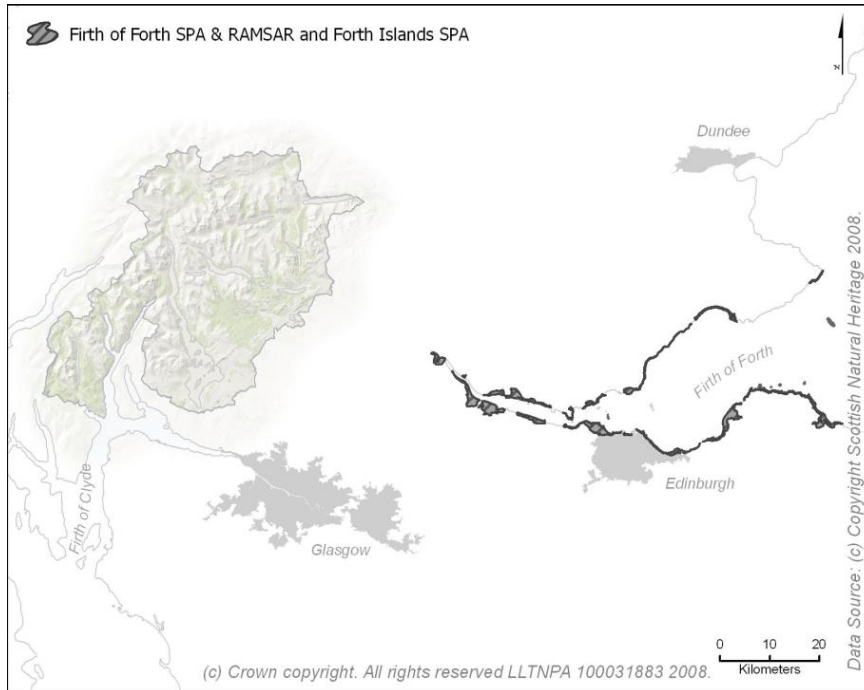 Firth of Forth SPA & RAMSAR and Forth Islands SPA
N
Dundee
Firth of Forth
Edinburgh
Firth of Clyde
Glasgow
0 10 20
Kilometers
(c) Crown copyright. All rights reserved LLTNPA 100031883 2008.
Data Source: (c) Copyright Scottish Natural Heritage 2008.